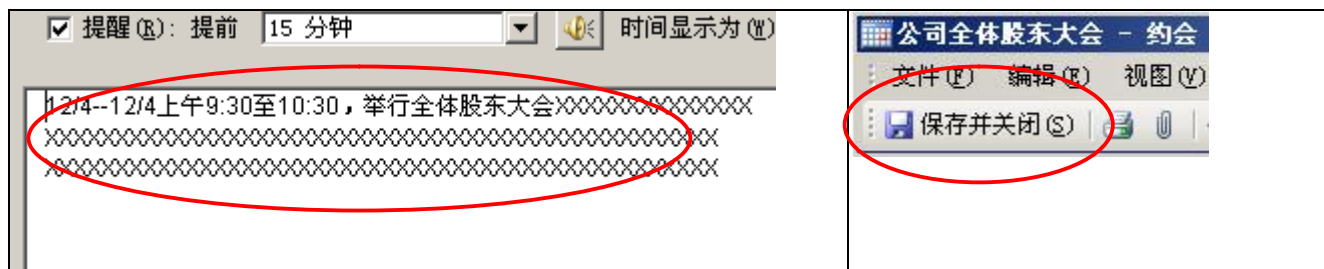 提醒(R): 提前 15 分钟 时间显示为(W)
12/4--12/4上午9:30至10:30，举行全体股东大会XXXXXXXXXXXXXX
XXXXXXXXXXXXXXXXXXXXXXXXXXXXXXXXXXXXXXXXXXXXXXXX
XXXXXXXXXXXXXXXXXXXXXXXXXXXXXXXXXXXXXXXXXXXXXXXX
公司全体股东大会 - 约会
文件(F) 编辑(E) 视图(V)
保存并关闭(S)